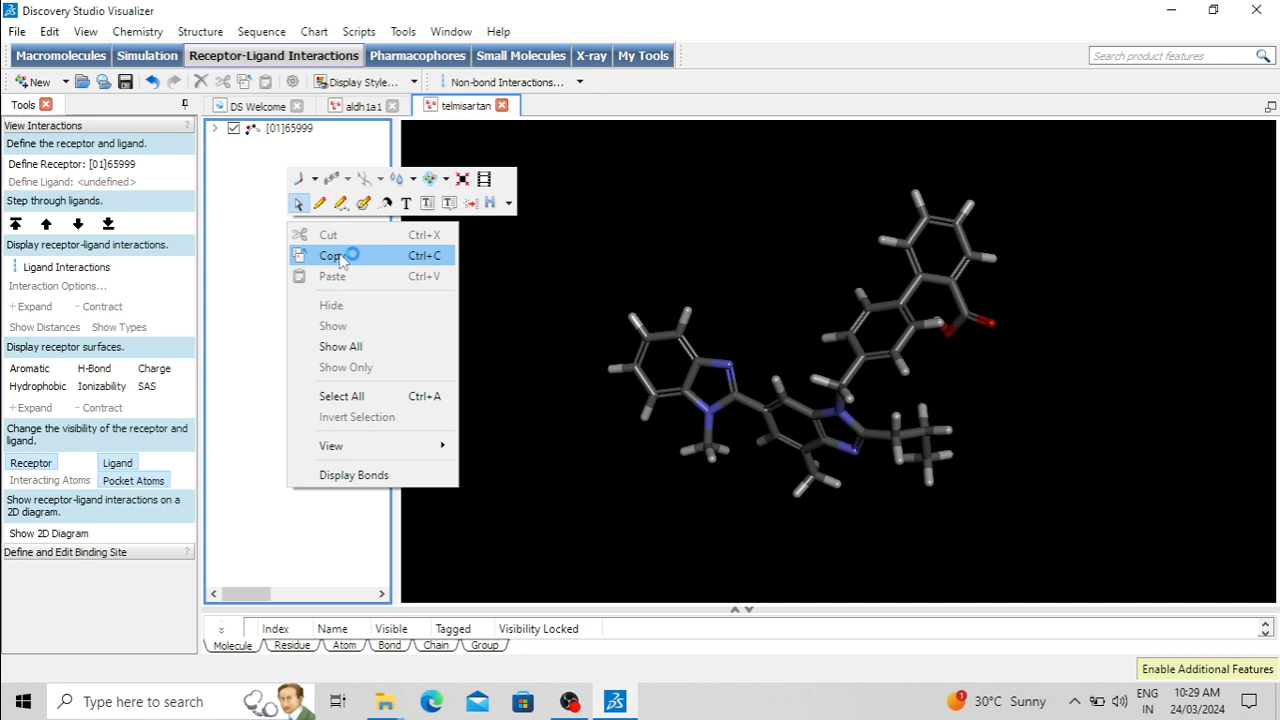 Discovery Studio Visualizer
File Edit View Chemistry Structure Sequence Chart Scripts Tools Window Help
Macromolecules Simulation Receptor-Ligand Interactions Pharmacophores Small Molecules X-ray My Tools Search product features
New Display Style... Non-bond Interactions...
Tools DS Welcome aldh1a1 telmisartan
View Interactions ?
[01]65999
Define the receptor and ligand.
Define Receptor: [01]65999
Define Ligand: <undefined>
Step through ligands.
Display receptor-ligand interactions.
Ligand Interactions
Interaction Options...
+Expand -Contract
Show Distances Show Types
Display receptor surfaces.
Aromatic H-Bond Charge
Hydrophobic Ionizability SAS
+Expand -Contract
Change the visibility of the receptor and
ligand.
Receptor Ligand
Interacting Atoms Pocket Atoms
Show receptor-ligand interactions on a
2D diagram.
Show 2D Diagram
Define and Edit Binding Site ?
T
Cut Ctrl+X
Copy Ctrl+C
Paste Ctrl+V
Hide
Show
Show All
Show Only
Select All Ctrl+A
Invert Selection
View
Display Bonds
Index Name Visible Tagged Visibility Locked
Molecule Residue Atom Bond Chain Group
Enable Additional Features
Type here to search
1
30°C Sunny
ENG
IN
10:29 AM
24/03/2024